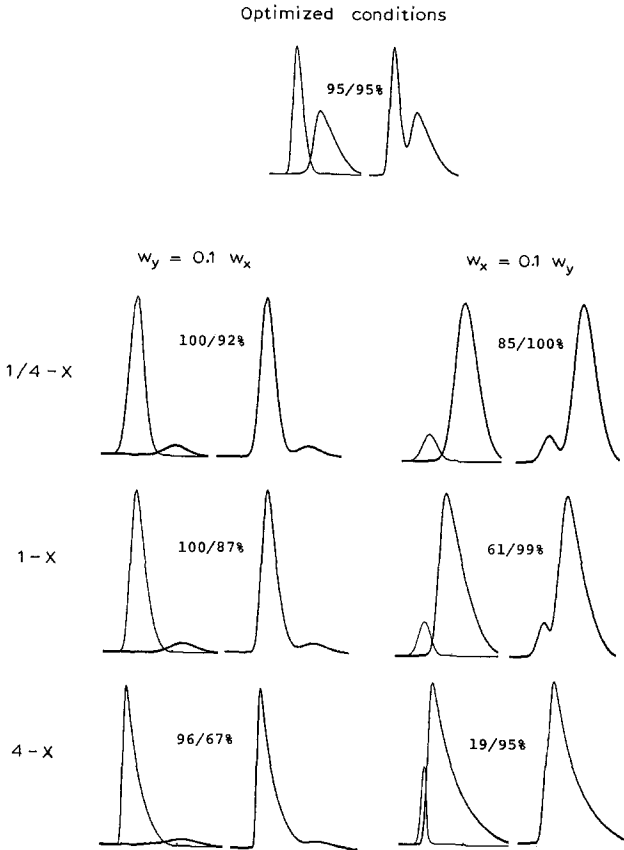 Optimized conditions
95/95%
w_y = 0.1 w_x
w_x = 0.1 w_y
1/4-X
100/92%
85/100%
1-X
100/87%
61/99%
4-X
96/67%
19/95%